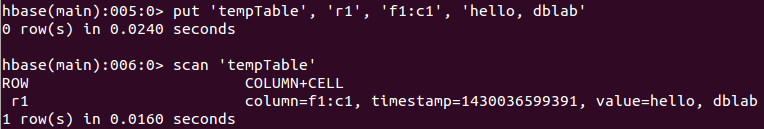 hbase(main):005:0> put 'tempTable', 'r1', 'f1:c1', 'hello, dblab'
0 row(s) in 0.0240 seconds
hbase(main):006:0> scan 'tempTable'
ROW COLUMN+CELL
r1 column=f1:c1, timestamp=1430036599391, value=hello, dblab
1 row(s) in 0.0160 seconds